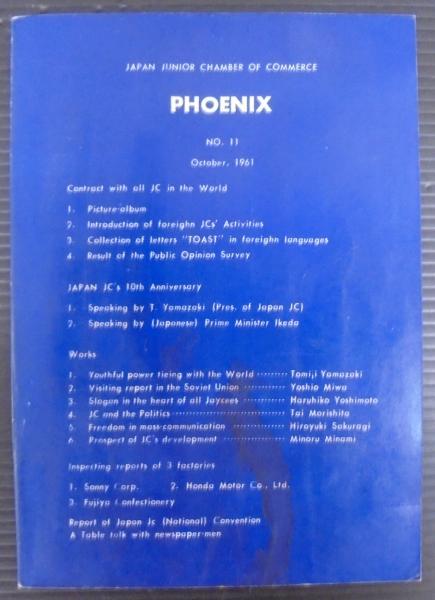 JAPAN JUNIOR CHAMBER OF COMMERCE
PHOENIX
NO. 11
October, 1961
Contract with all JC in the World
1. Picture-album
2. Introduction of foreighn JCs' Activities
3. Collection of letters "TOAST" in foreighn languages
4. Result of the Public Opinion Survey
JAPAN JC's 10th Anniversary
1. Speaking by T. Yamazaki (Pres. of Japan JC)
2. Speaking by (Japanese) Prime Minister Ikeda
Works
1. Youthful power tieing with the World ········· Tomiji Yamazaki
2. Visiting report in the Soviet Union ············ Yoshio Miwa
3. Slogan in the heart of all Jaycees ············ Haruhiko Yoshimoto
4. JC and the Politics ································ Tai Morishita
5. Freedom in mass-communication ············ Hiroyuki Sakuragi
6. Prospect of JC's development ················ Minoru Minami
Inspecting reports of 3 factories
1. Sonny Corp. 2. Honda Motor Co., Ltd.
3. Fujiya Confectionery
Report of Japan Jc (National) Convention
A Table talk with newspaper-men